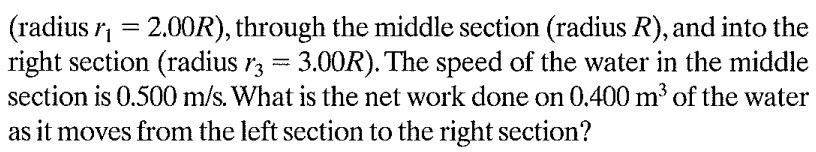 (radius r₁ = 2.00R), through the middle section (radius R), and into the
right section (radius r₃ = 3.00R). The speed of the water in the middle
section is 0.500 m/s. What is the net work done on 0.400 m³ of the water
as it moves from the left section to the right section?